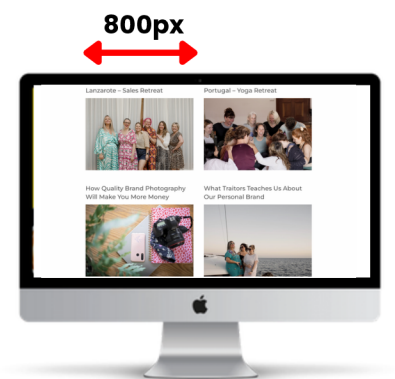 800px
Lanzarote – Sales Retreat
Portugal – Yoga Retreat
How Quality Brand Photography
Will Make You More Money
What Traitors Teaches Us About
Our Personal Brand